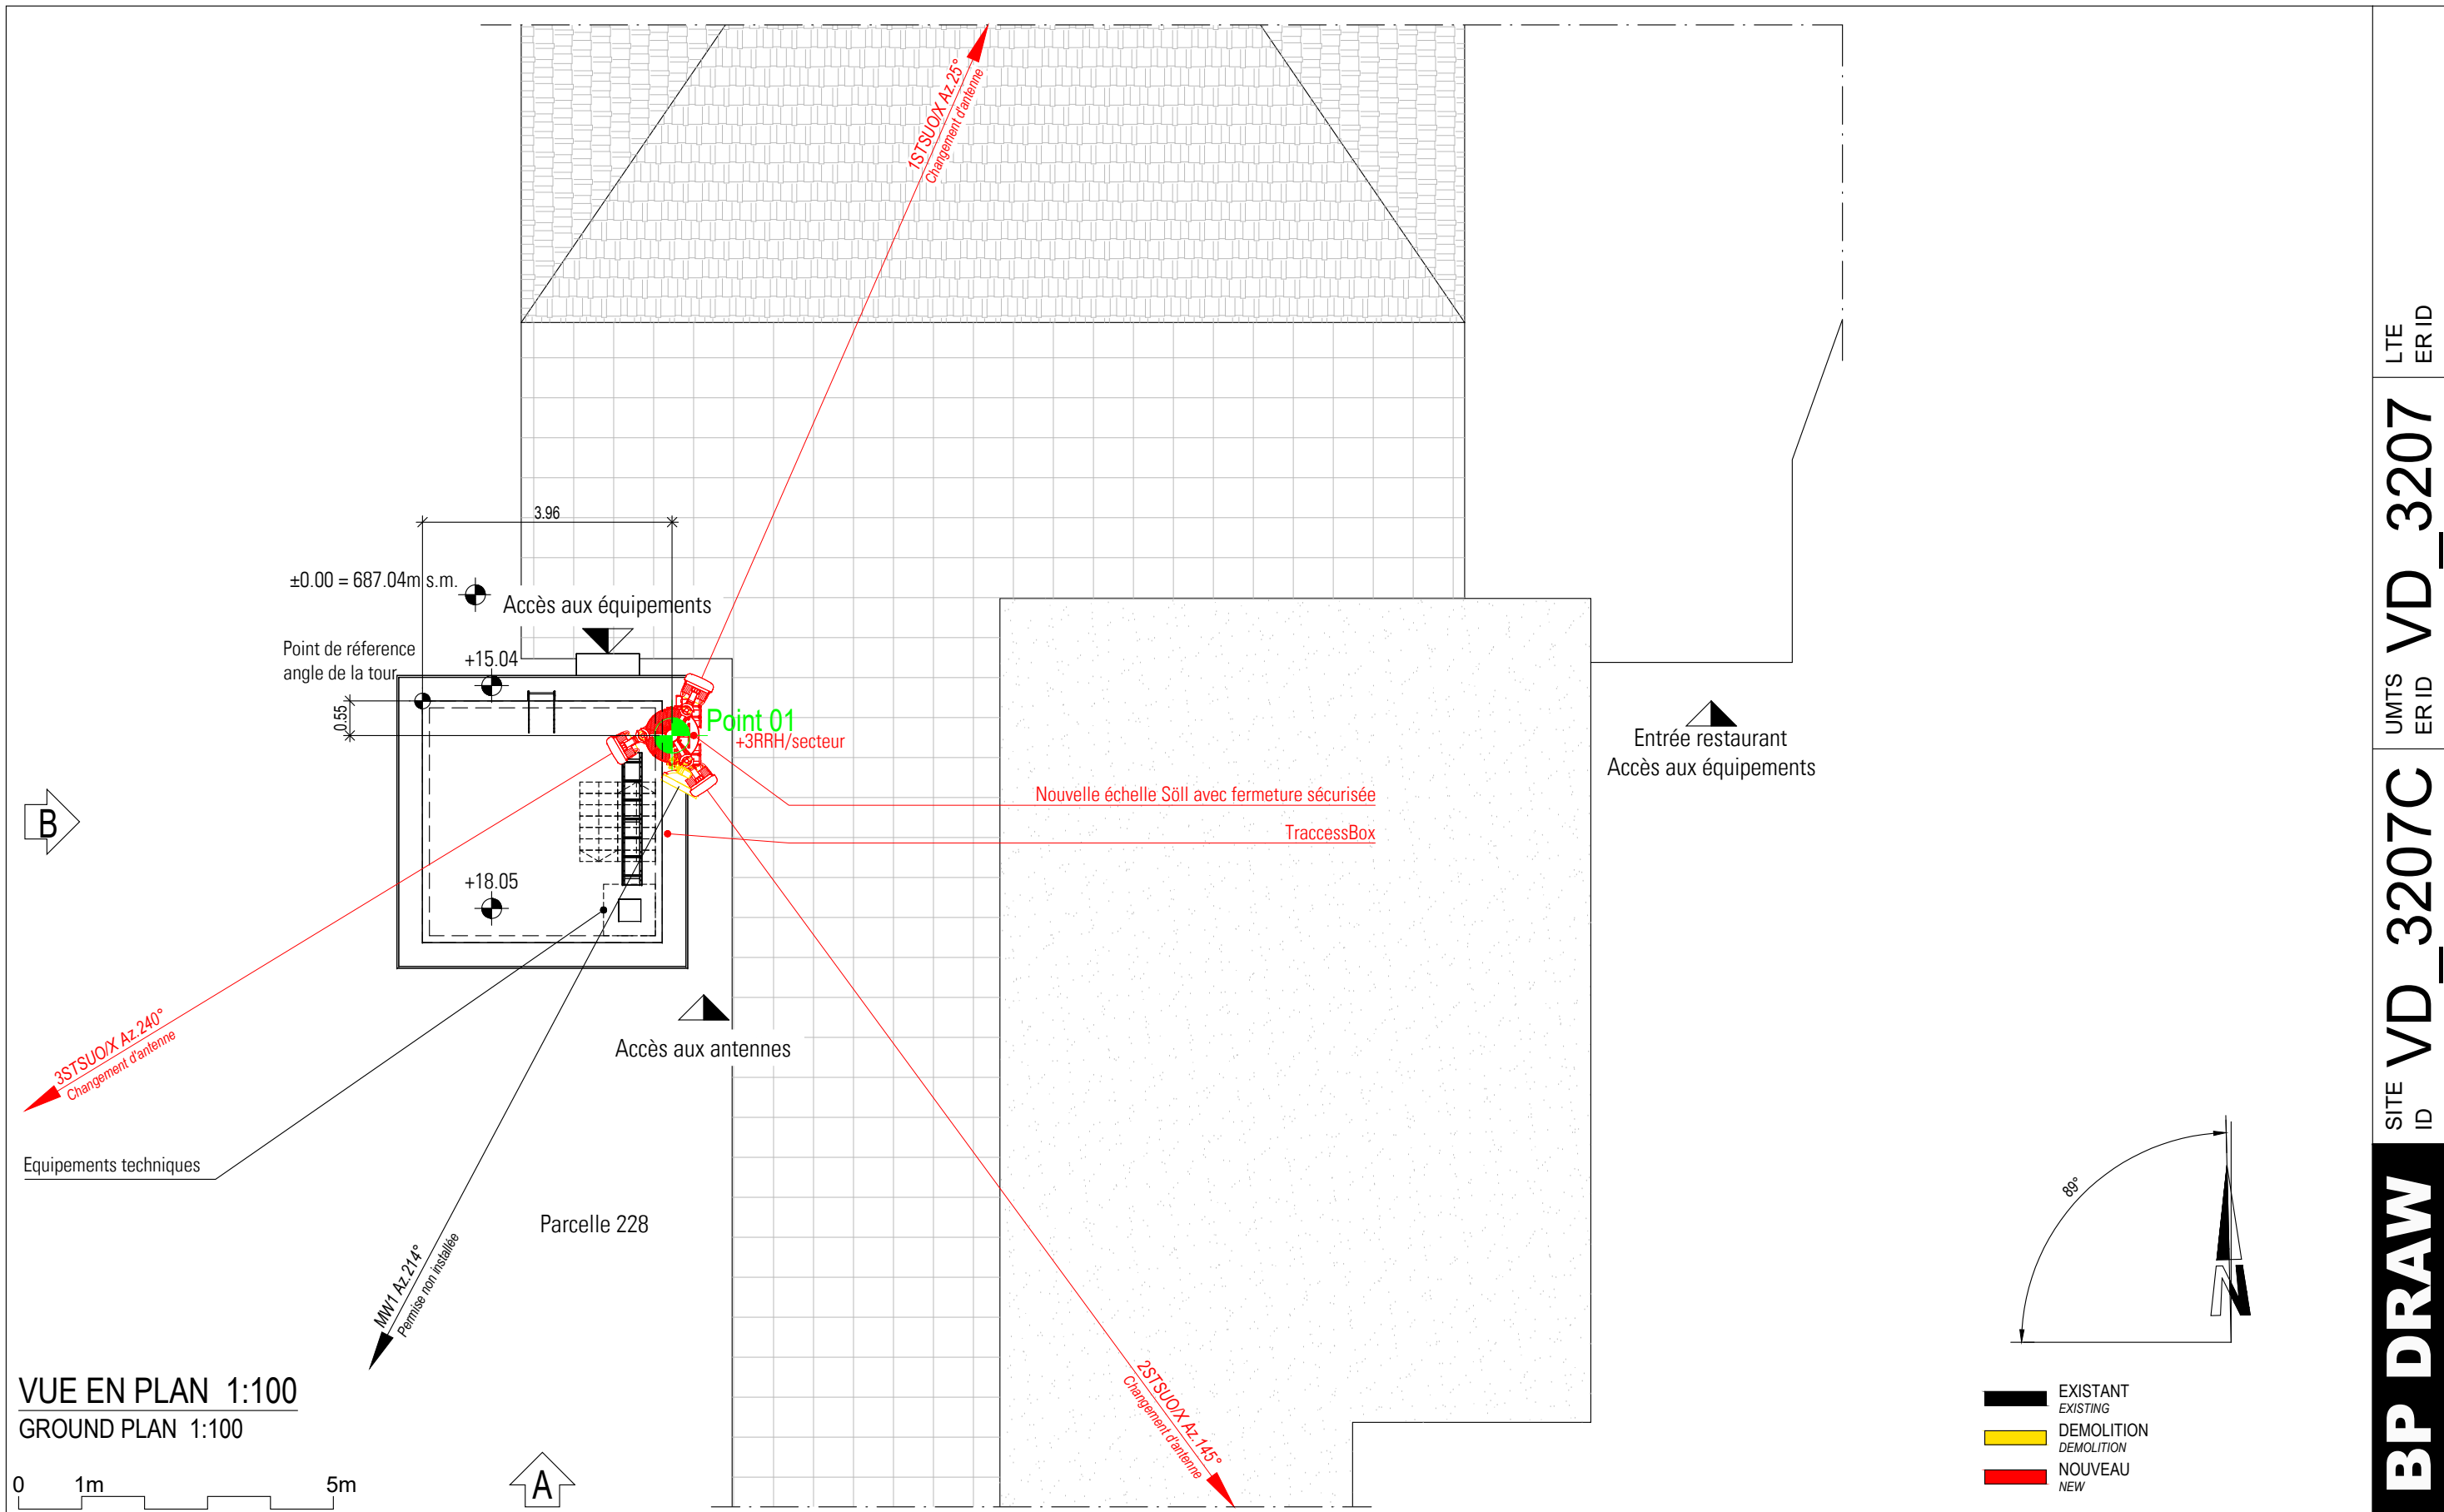 1STSUO/X Az.25°
Changement d'antenne
3.96
±0.00 = 687.04m s.m.
Accès aux équipements
Point de réference
angle de la tour
+15.04
0.55
Point 01
+3RRH/secteur
Entrée restaurant
Accès aux équipements
Nouvelle échelle Söll avec fermeture sécurisée
TraccessBox
B
+18.05
3STSUO/X Az.240°
Changement d'antenne
Accès aux antennes
Equipements techniques
Parcelle 228
MW1 Az.214°
Permise non installée
2STSUO/X Az.145°
Changement d'antenne
89°
N
VUE EN PLAN 1:100
GROUND PLAN 1:100
0 1m 5m
A
EXISTANT
EXISTING
DEMOLITION
DEMOLITION
NOUVEAU
NEW
BP DRAW
SITE
ID
VD_3207C
UMTS
ER ID
VD_3207
LTE
ER ID